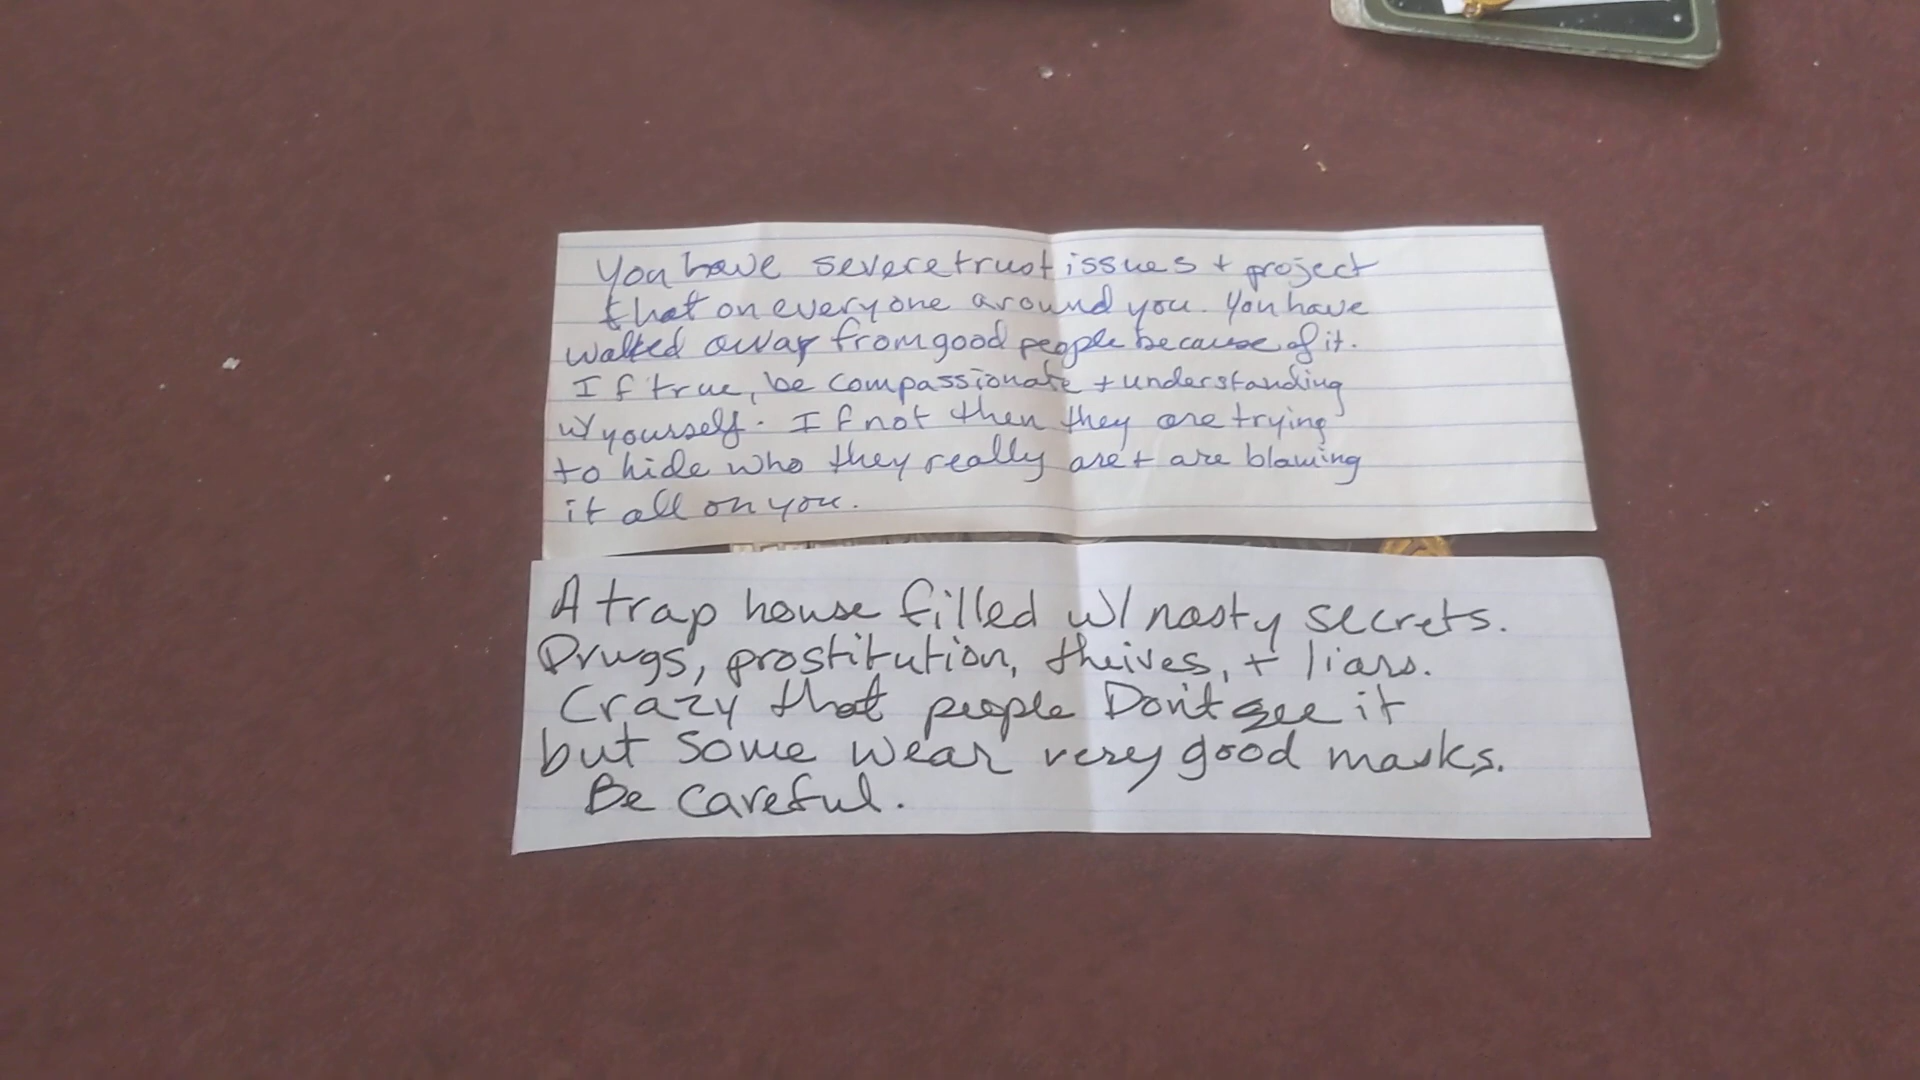 You have severe trust issues + project
that on everyone around you. You have
walked away from good people because of it.
If true, be compassionate + understanding
w/ yourself. If not then they are trying
to hide who they really are + are blaming
it all on you.
A trap house filled w/ nasty secrets.
Drugs, prostitution, theives, + liars.
Crazy that people Don't see it
but some wear very good masks.
Be careful.